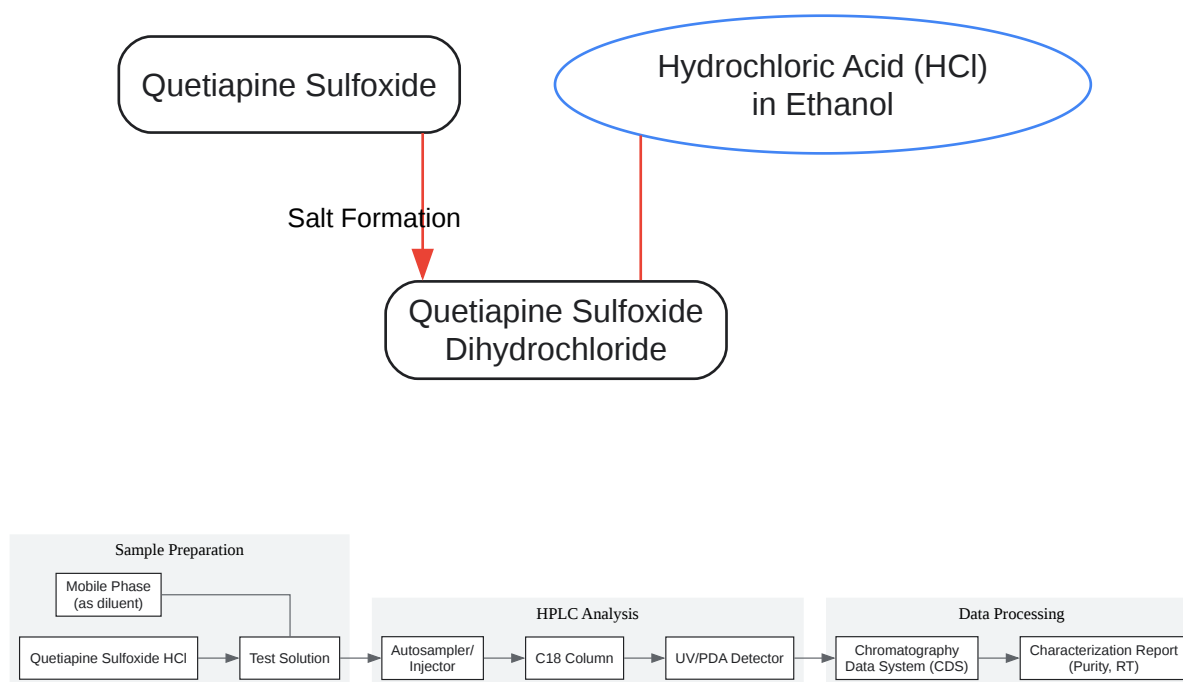 Quetiapine Sulfoxide
Hydrochloric Acid (HCl)
in Ethanol
Salt Formation
Quetiapine Sulfoxide
Dihydrochloride
Sample Preparation
Mobile Phase
(as diluent)
Quetiapine Sulfoxide HCl
Test Solution
HPLC Analysis
Autosampler/
Injector
C18 Column
UV/PDA Detector
Data Processing
Chromatography
Data System (CDS)
Characterization Report
(Purity, RT)